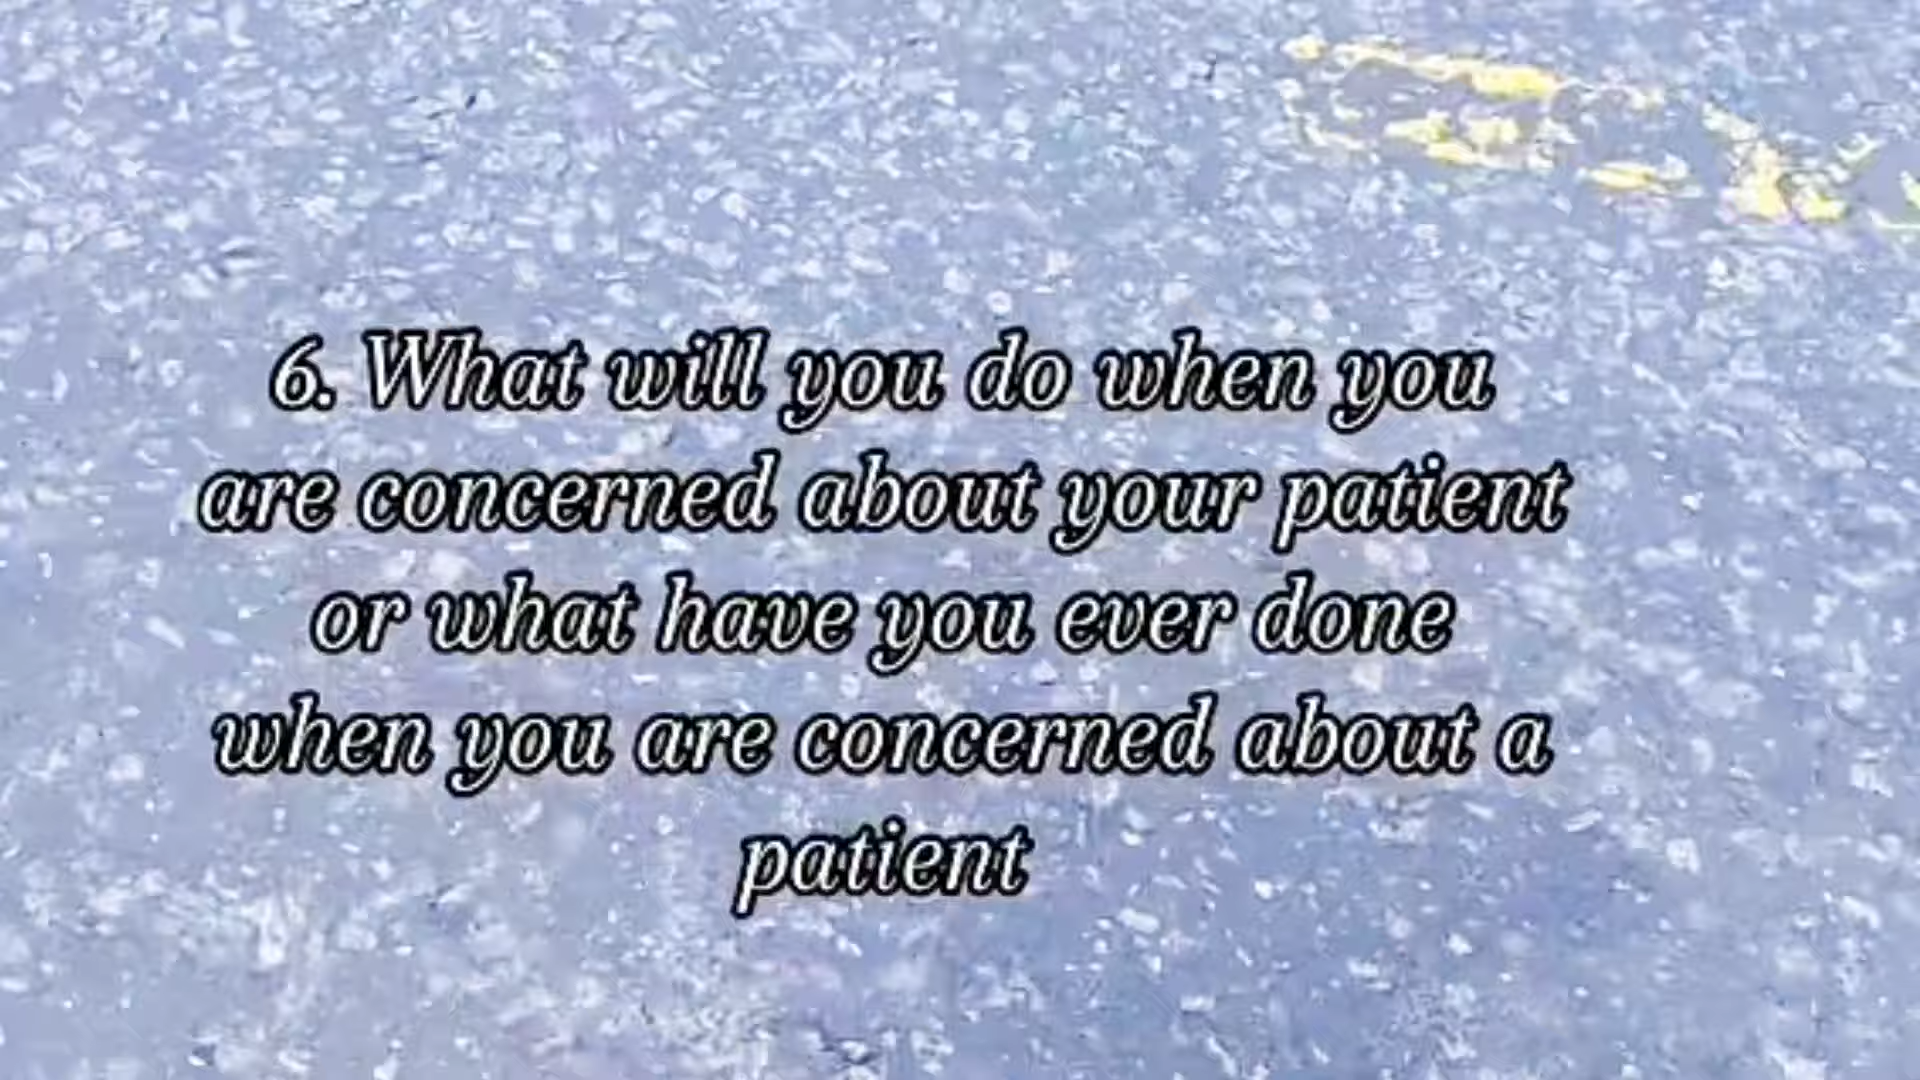 6. What will you do when you
are concerned about your patient
or what have you ever done
when you are concerned about a
patient